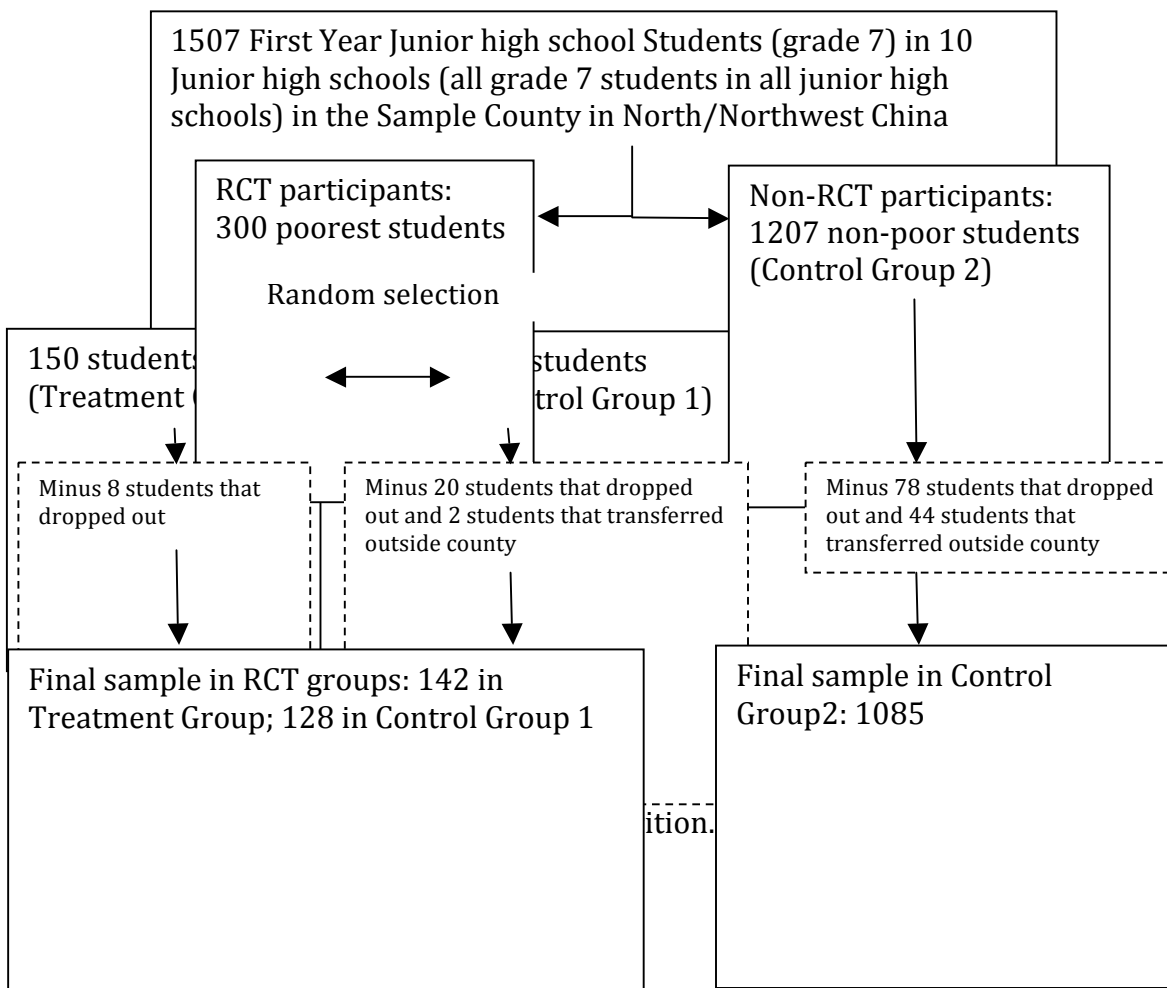 1507 First Year Junior high school Students (grade 7) in 10
Junior high schools (all grade 7 students in all junior high
schools) in the Sample County in North/Northwest China
RCT participants:
300 poorest students
Non-RCT participants:
1207 non-poor students
(Control Group 2)
Random selection
150 students
(Treatment
students
trol Group 1)
Minus 8 students that
dropped out
Minus 20 students that dropped
out and 2 students that transferred
outside county
Minus 78 students that dropped
out and 44 students that
transferred outside county
Final sample in RCT groups: 142 in
Treatment Group; 128 in Control Group 1
Final sample in Control
Group2: 1085
ition.